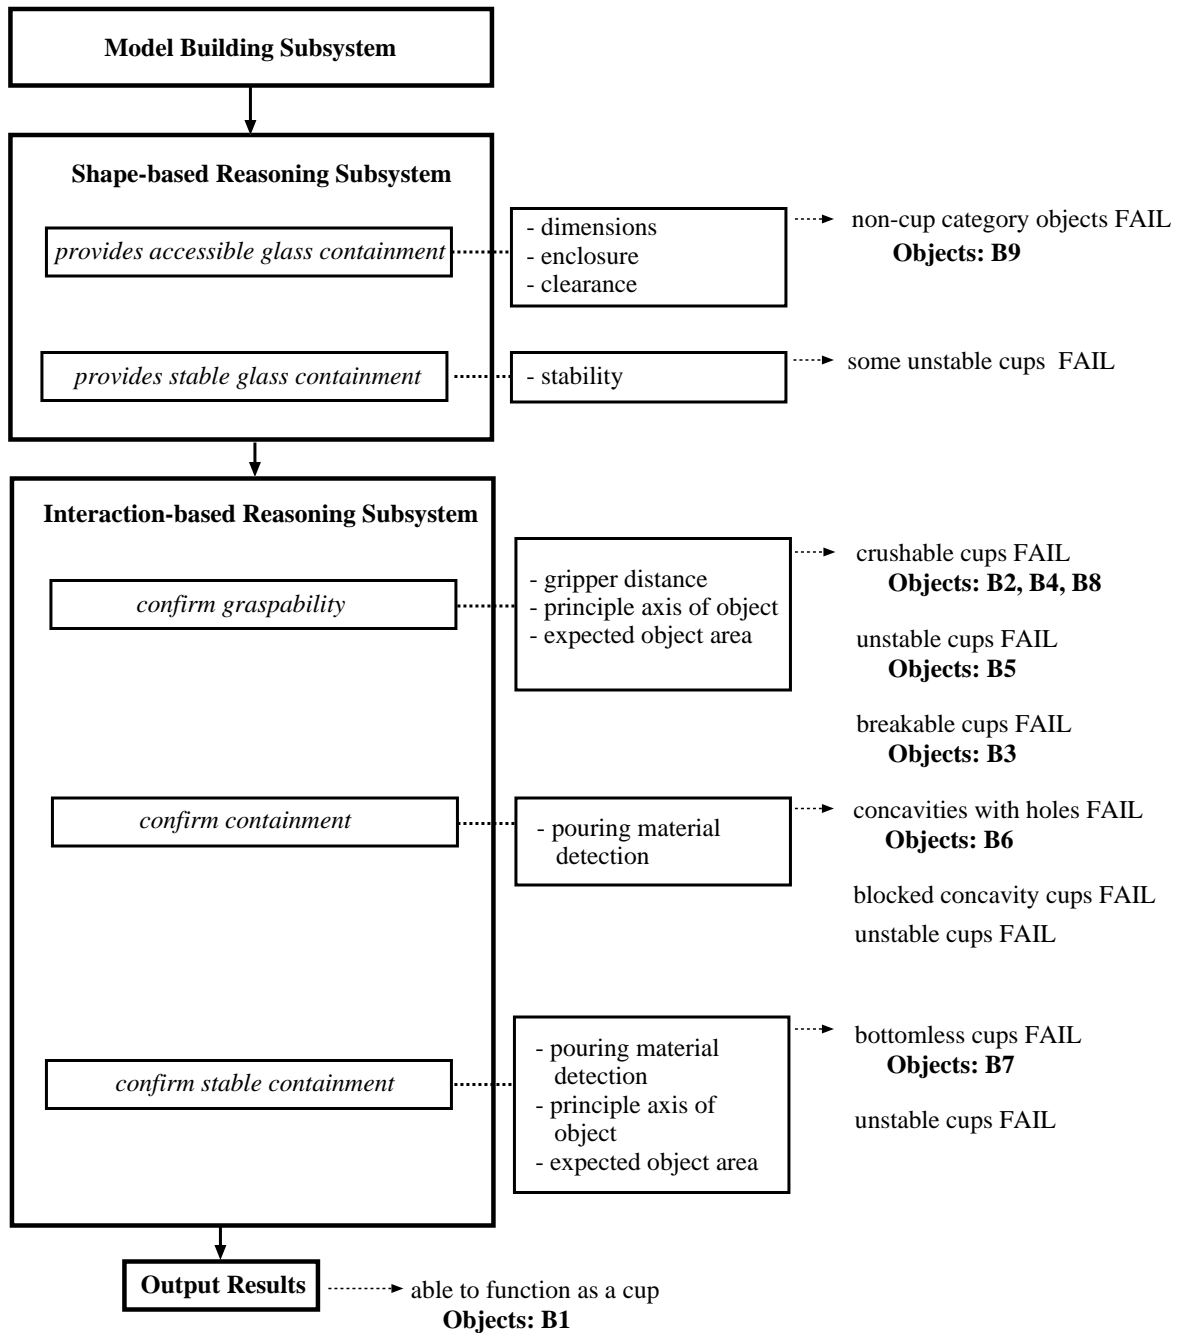 Model Building Subsystem
Shape-based Reasoning Subsystem
provides accessible glass containment
- dimensions
- enclosure
- clearance
non-cup category objects FAIL
Objects: B9
provides stable glass containment
- stability
some unstable cups FAIL
Interaction-based Reasoning Subsystem
confirm graspability
- gripper distance
- principle axis of object
- expected object area
crushable cups FAIL
Objects: B2, B4, B8
unstable cups FAIL
Objects: B5
breakable cups FAIL
Objects: B3
confirm containment
- pouring material
detection
concavities with holes FAIL
Objects: B6
blocked concavity cups FAIL
unstable cups FAIL
confirm stable containment
- pouring material
detection
- principle axis of
object
- expected object area
bottomless cups FAIL
Objects: B7
unstable cups FAIL
Output Results
able to function as a cup
Objects: B1